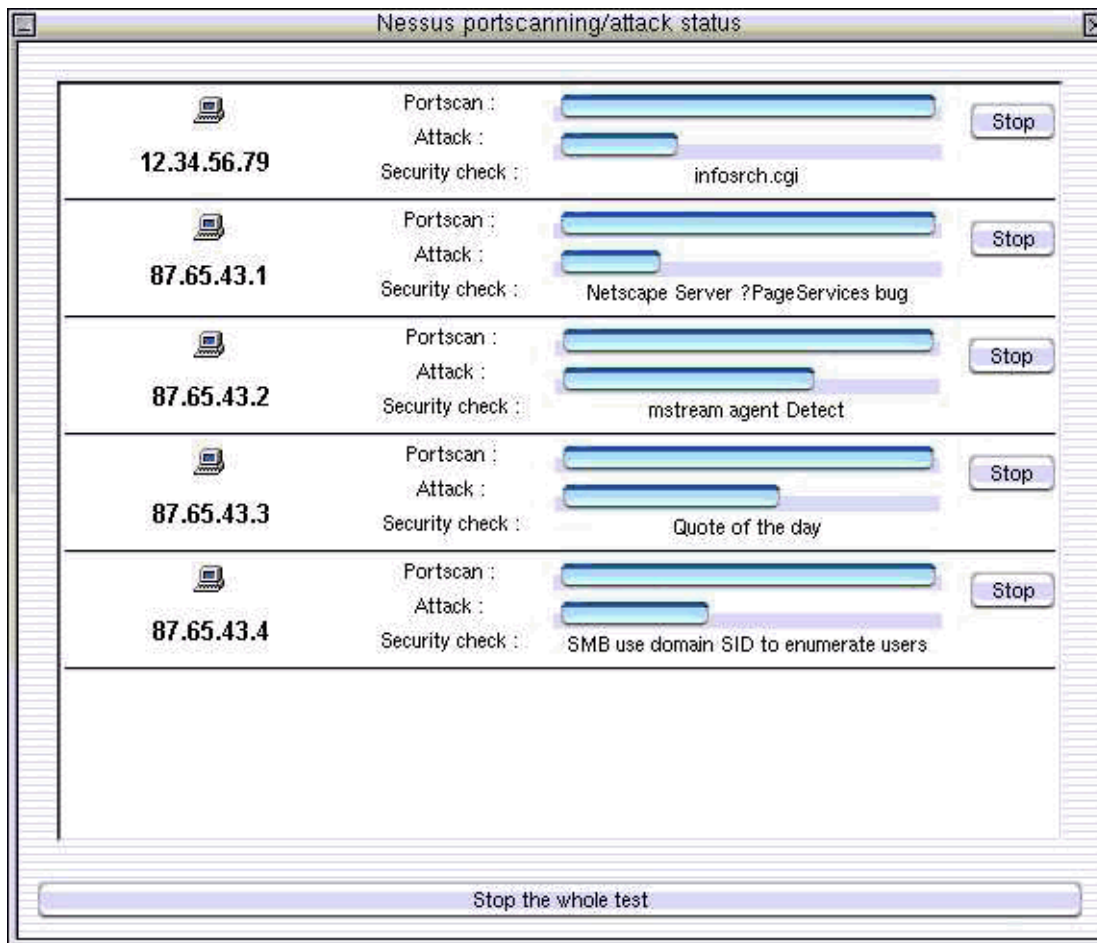 Nessus portscanning/attack status
Portscan :
Attack :
12.34.56.79
Security check :
infosrch.cgi
Stop
Portscan :
Attack :
87.65.43.1
Security check :
Netscape Server ?PageServices bug
Stop
Portscan :
Attack :
87.65.43.2
Security check :
mstream agent Detect
Stop
Portscan :
Attack :
87.65.43.3
Security check :
Quote of the day
Stop
Portscan :
Attack :
87.65.43.4
Security check :
SMB use domain SID to enumerate users
Stop
Stop the whole test